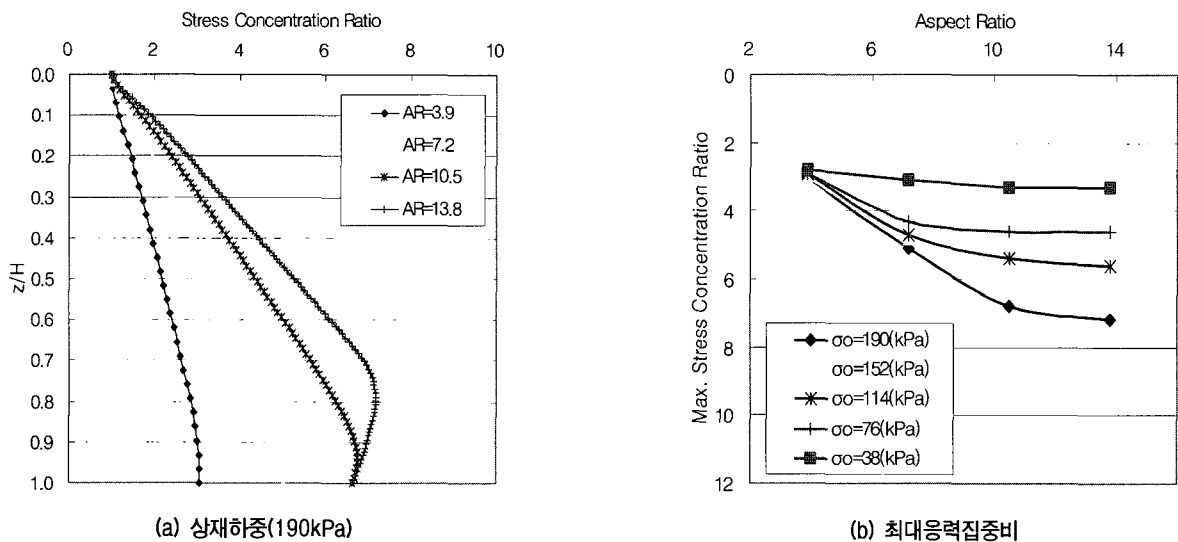 Stress Concentration Ratio
0 2 4 6 8 10
0.0
0.1
0.2
0.3
0.4
0.5
0.6
0.7
0.8
0.9
1.0
z/H
AR=3.9
AR=7.2
AR=10.5
AR=13.8
(a) 상재하중(190kPa)
Aspect Ratio
2 6 10 14
0
2
4
6
8
10
12
Max. Stress Concentration Ratio
σo=190(kPa)
σo=152(kPa)
σo=114(kPa)
σo=76(kPa)
σo=38(kPa)
(b) 최대응력집중비